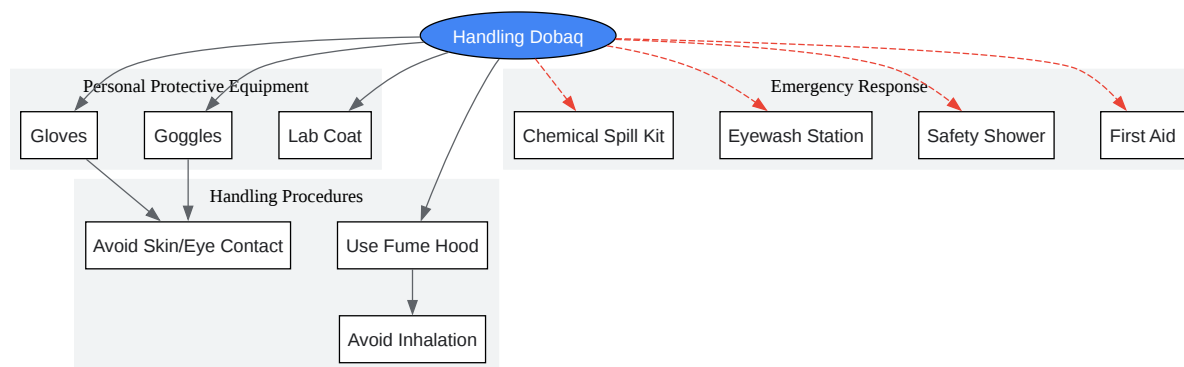 Handling Dobaq
Personal Protective Equipment
Emergency Response
Gloves
Goggles
Lab Coat
Chemical Spill Kit
Eyewash Station
Safety Shower
First Aid
Handling Procedures
Avoid Skin/Eye Contact
Use Fume Hood
Avoid Inhalation